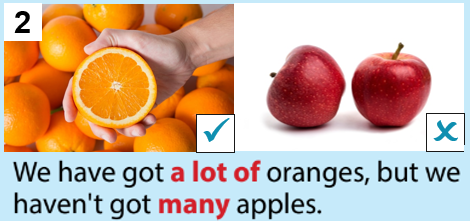 2
We have got a lot of oranges, but we
haven't got many apples.